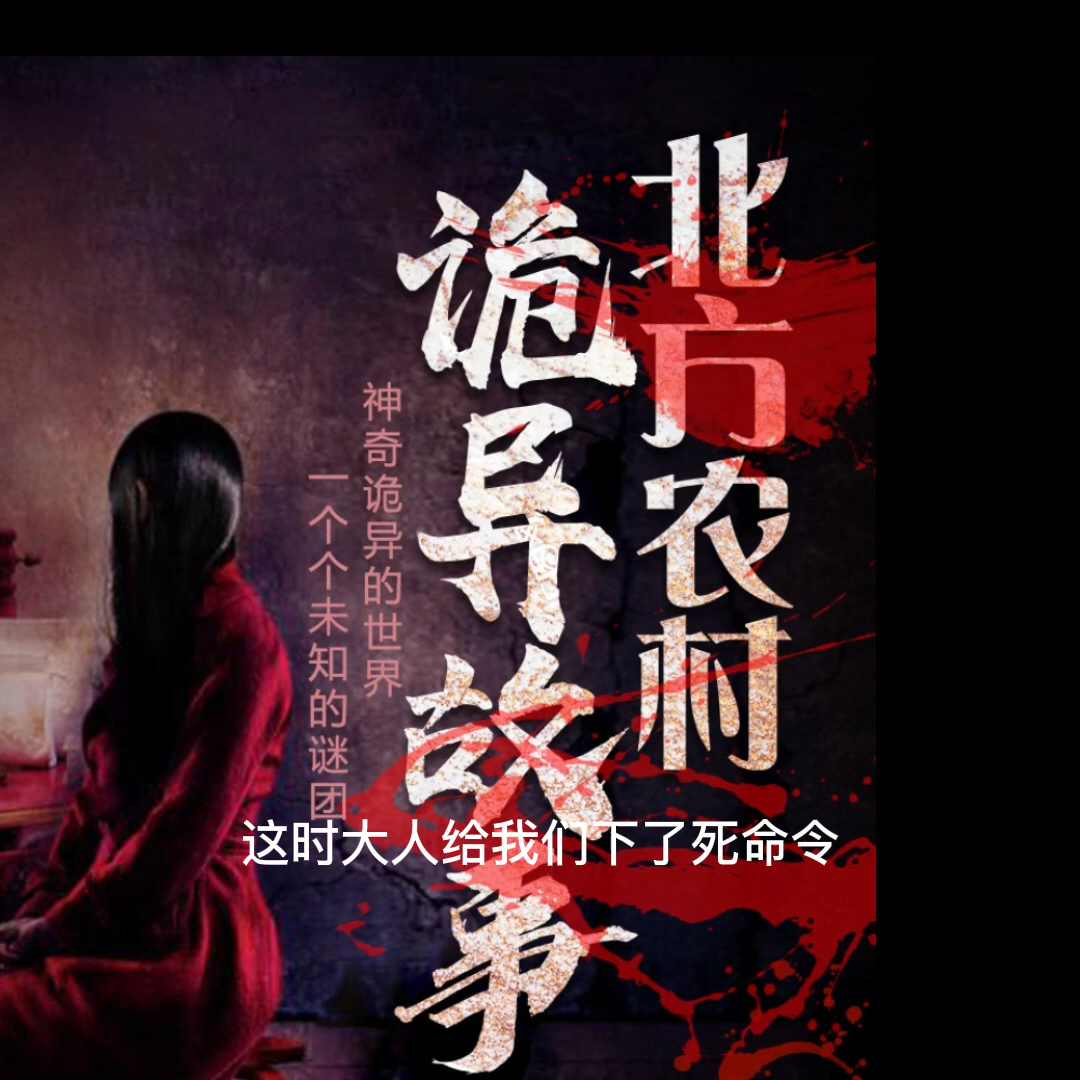 北方农村
诡异故事
神奇诡异的世界
一个个未知的谜团
之
这时大人给我们下了死命令